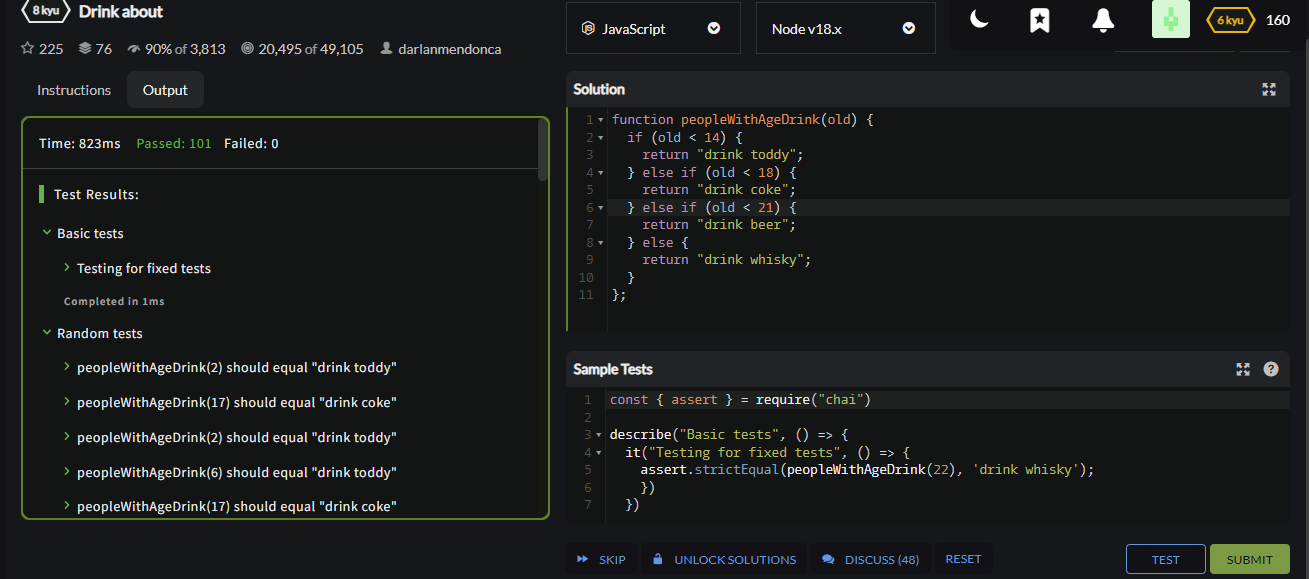 8 kyu Drink about
225 76 90% of 3,813 20,495 of 49,105 darlanmendonca
Instructions Output
Time: 823ms Passed: 101 Failed: 0
Test Results:
Basic tests
Testing for fixed tests
Completed in 1ms
Random tests
peopleWithAgeDrink(2) should equal "drink toddy"
peopleWithAgeDrink(17) should equal "drink coke"
peopleWithAgeDrink(2) should equal "drink toddy"
peopleWithAgeDrink(6) should equal "drink toddy"
peopleWithAgeDrink(17) should equal "drink coke"
JS JavaScript Node v18.x 6 kyu 160
Solution
1 function peopleWithAgeDrink(old) {
2 if (old < 14) {
3 return "drink toddy";
4 } else if (old < 18) {
5 return "drink coke";
6 } else if (old < 21) {
7 return "drink beer";
8 } else {
9 return "drink whisky";
10 }
11 };
Sample Tests ?
1 const { assert } = require("chai")
2
3 describe("Basic tests", () => {
4 it("Testing for fixed tests", () => {
5 assert.strictEqual(peopleWithAgeDrink(22), 'drink whisky');
6 })
7 })
SKIP UNLOCK SOLUTIONS DISCUSS (48) RESET TEST SUBMIT